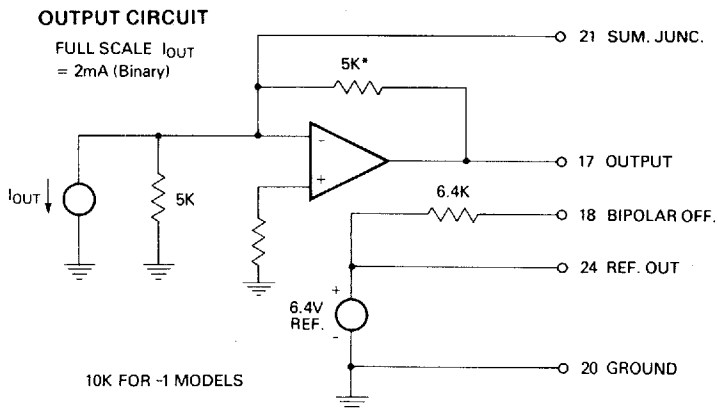 OUTPUT CIRCUIT
FULL SCALE IOUT
= 2mA (Binary)
21 SUM. JUNC.
5K*
-
17 OUTPUT
+
6.4K
IOUT
5K
18 BIPOLAR OFF.
24 REF. OUT
+
6.4V
REF.
-
20 GROUND
10K FOR -1 MODELS